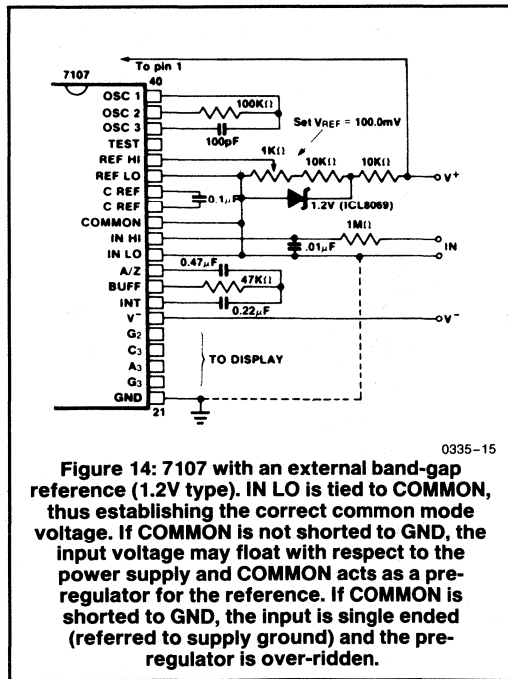 To pin 1
7107
40
OSC 1
100KΩ
OSC 2
Set VREF = 100.0mV
OSC 3
100pF
TEST
1KΩ 10KΩ 10KΩ
REF HI
REF LO
V+
C REF
1.2V (ICL8069)
0.1μF
C REF
COMMON
1MΩ
IN HI
.01μF
IN
IN LO
0.47μF
A/Z
47KΩ
BUFF
INT
0.22μF
V−
V−
G2
C3
TO DISPLAY
A3
G3
GND
21
0335–15
Figure 14: 7107 with an external band-gap
reference (1.2V type). IN LO is tied to COMMON,
thus establishing the correct common mode
voltage. If COMMON is not shorted to GND, the
input voltage may float with respect to the
power supply and COMMON acts as a pre-
regulator for the reference. If COMMON is
shorted to GND, the input is single ended
(referred to supply ground) and the pre-
regulator is over-ridden.